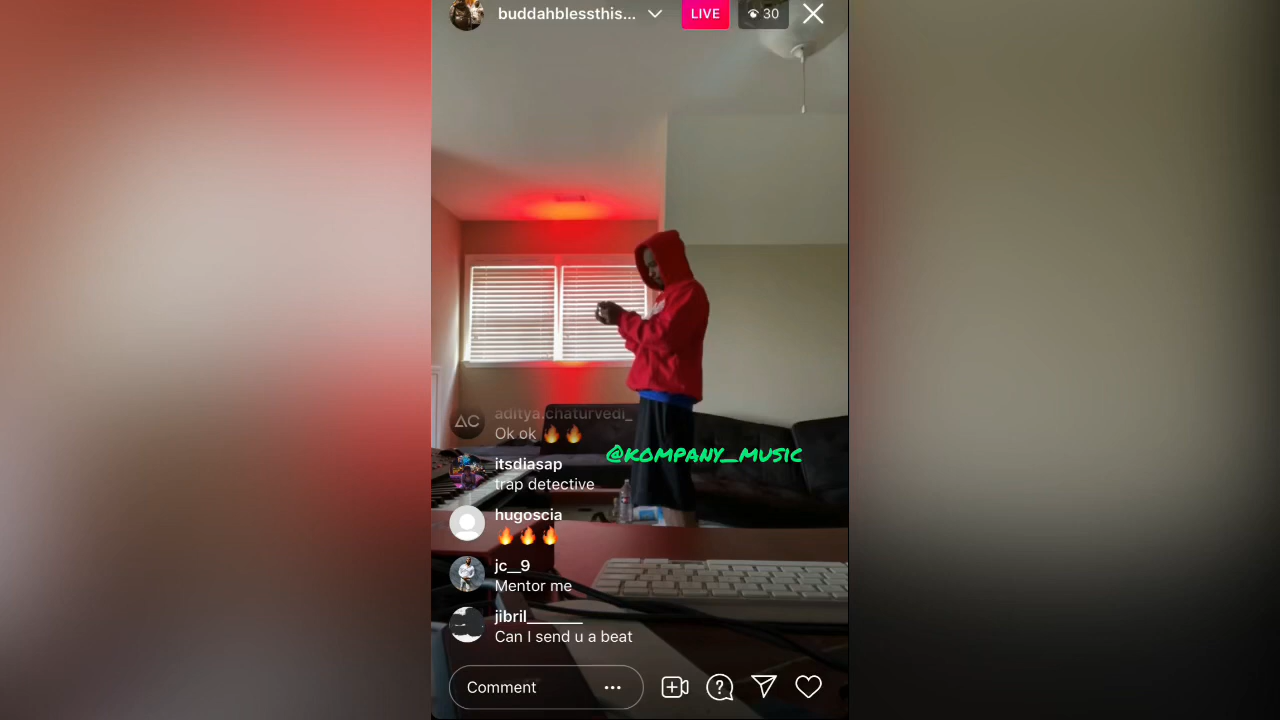 buddahblessthis...
LIVE
30
aditya.chaturvedi_
Ok ok 🔥🔥
itsdiasap
trap detective
@KOMPANY_MUSIC
hugoscia
🔥🔥🔥
jc__9
Mentor me
jibril_______
Can I send u a beat
Comment